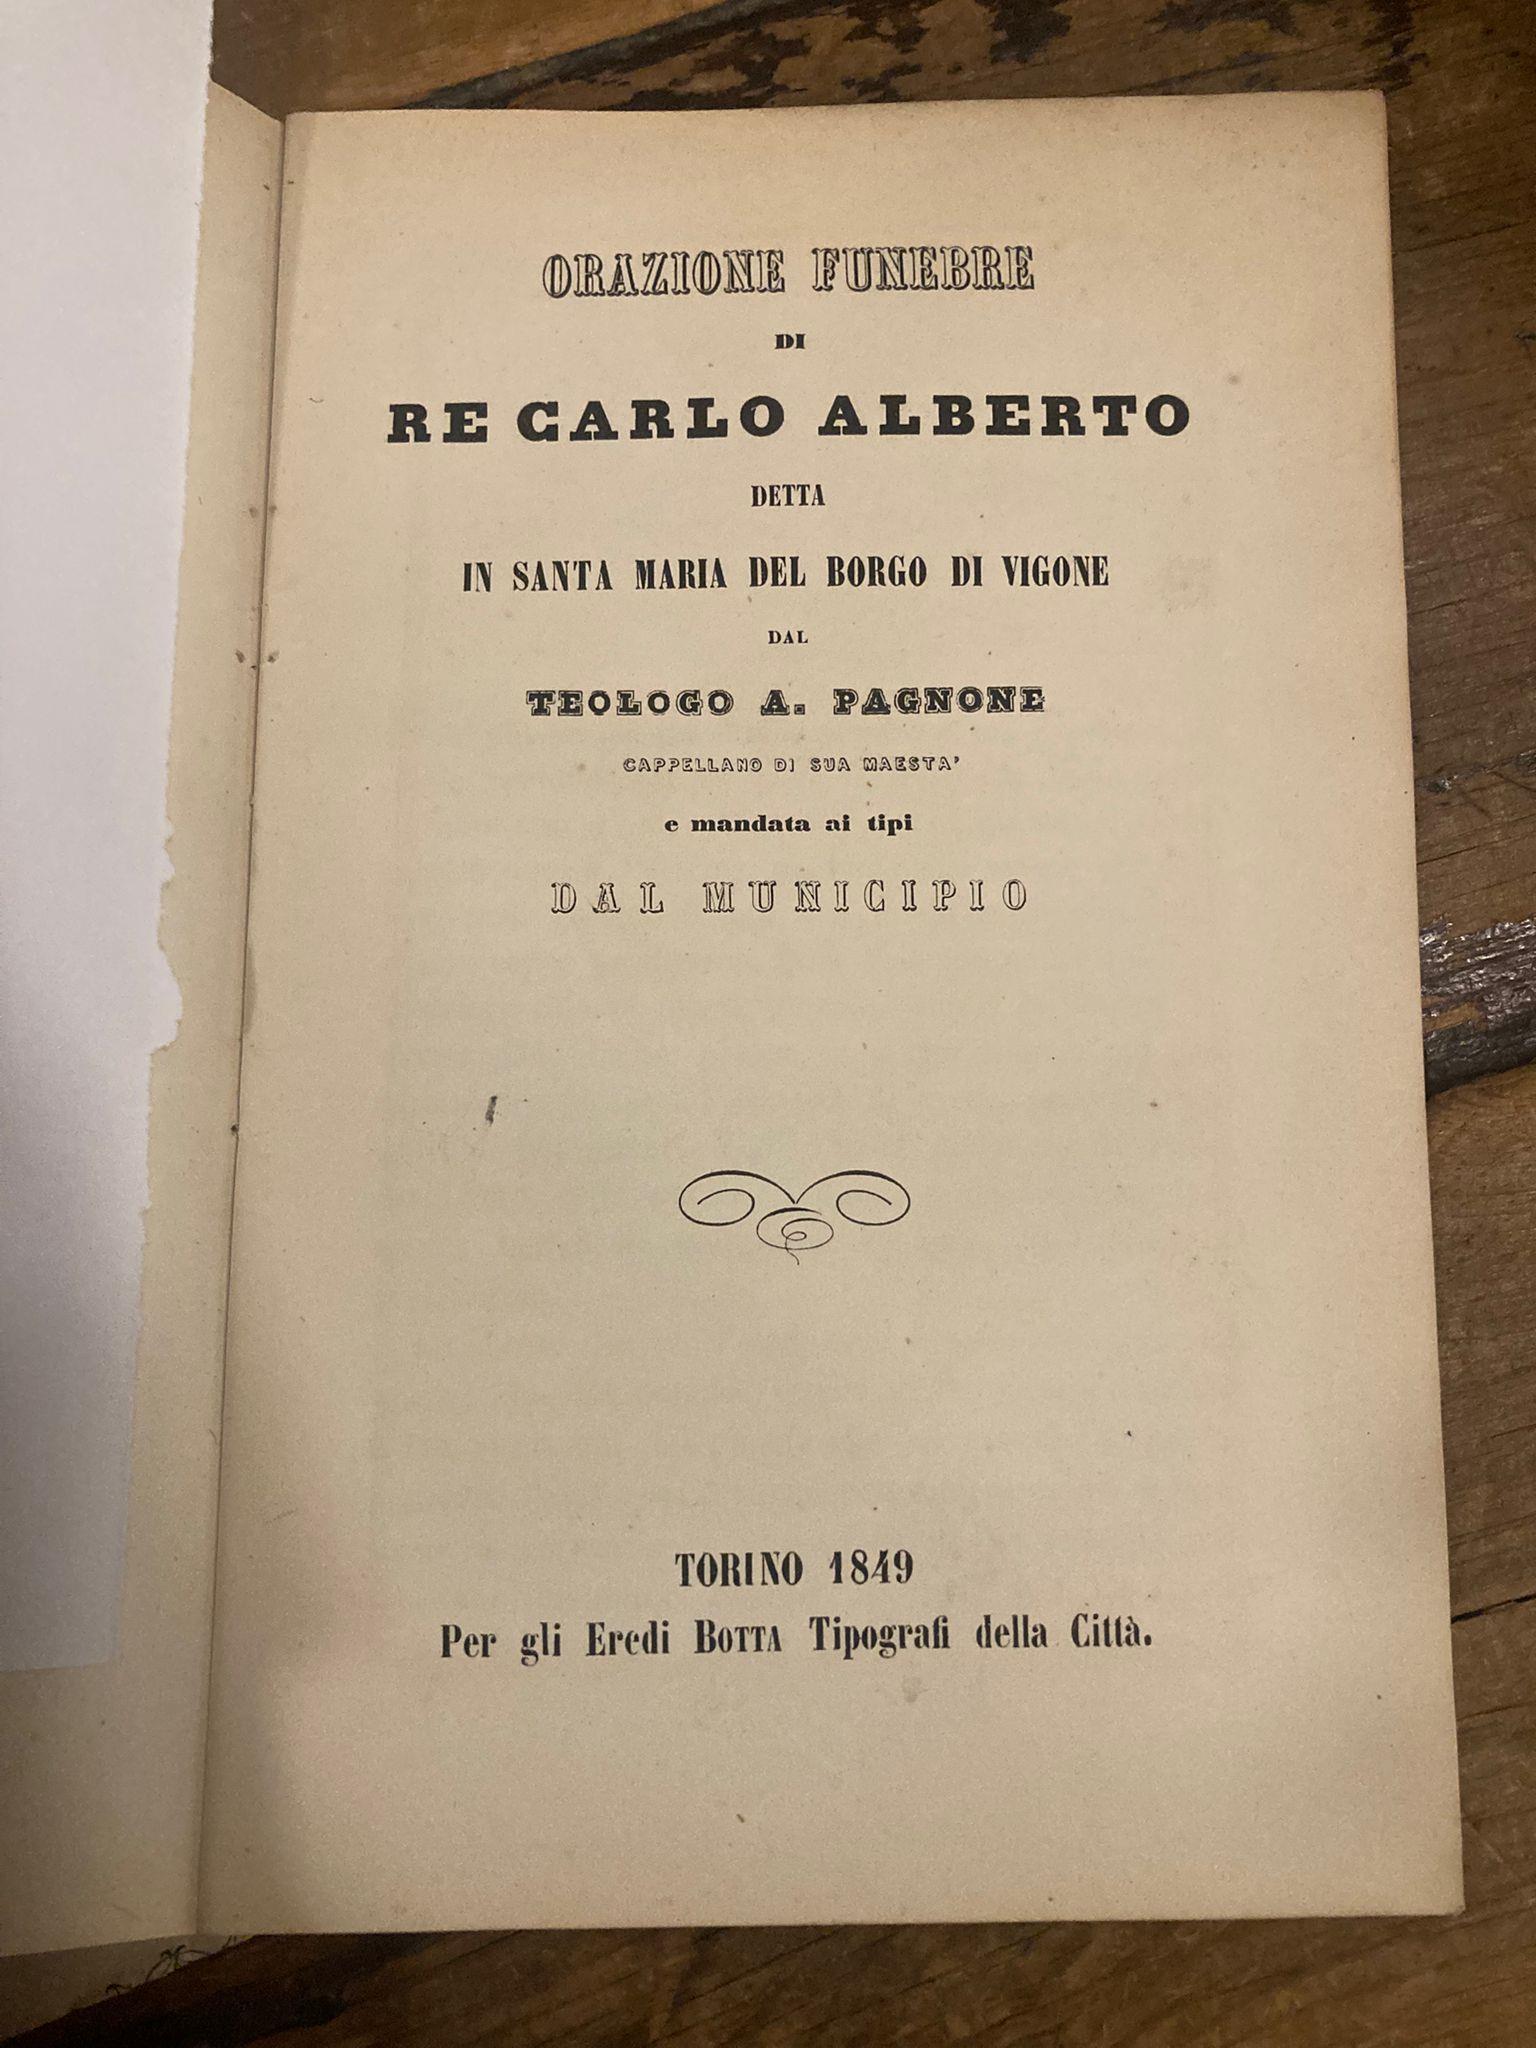 ORAZIONE FUNEBRE
DI
RE CARLO ALBERTO
DETTA
IN SANTA MARIA DEL BORGO DI VIGONE
DAL
TEOLOGO A. PAGNONE
CAPPELLANO DI SUA MAESTA'
e mandata ai tipi
DAL MUNICIPIO
TORINO 1849
Per gli Eredi BOTTA Tipografi della Città.